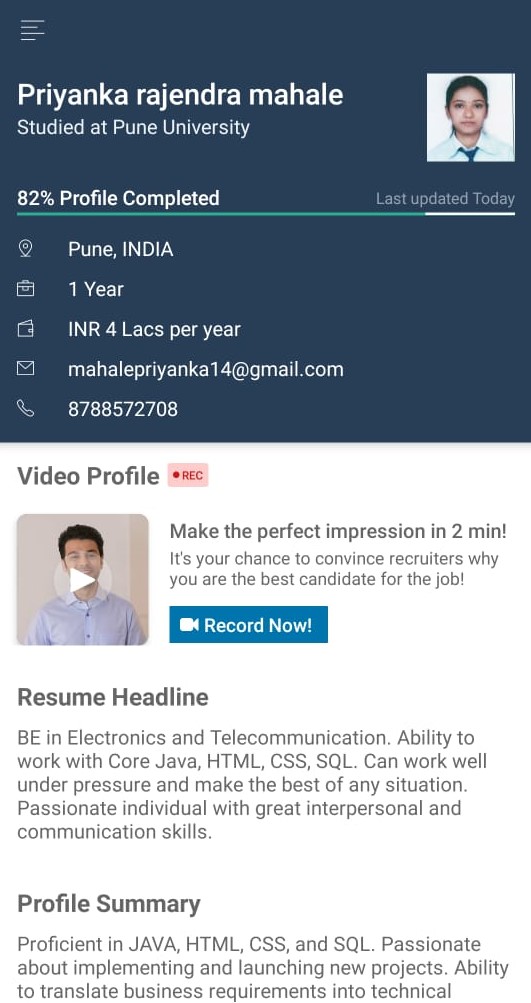 Priyanka rajendra mahale
Studied at Pune University
82% Profile Completed
Last updated Today
Pune, INDIA
1 Year
INR 4 Lacs per year
mahalepriyanka14@gmail.com
8788572708
Video Profile
REC
Make the perfect impression in 2 min!
It's your chance to convince recruiters why
you are the best candidate for the job!
Record Now!
Resume Headline
BE in Electronics and Telecommunication. Ability to
work with Core Java, HTML, CSS, SQL. Can work well
under pressure and make the best of any situation.
Passionate individual with great interpersonal and
communication skills.
Profile Summary
Proficient in JAVA, HTML, CSS, and SQL. Passionate
about implementing and launching new projects. Ability
to translate business requirements into technical